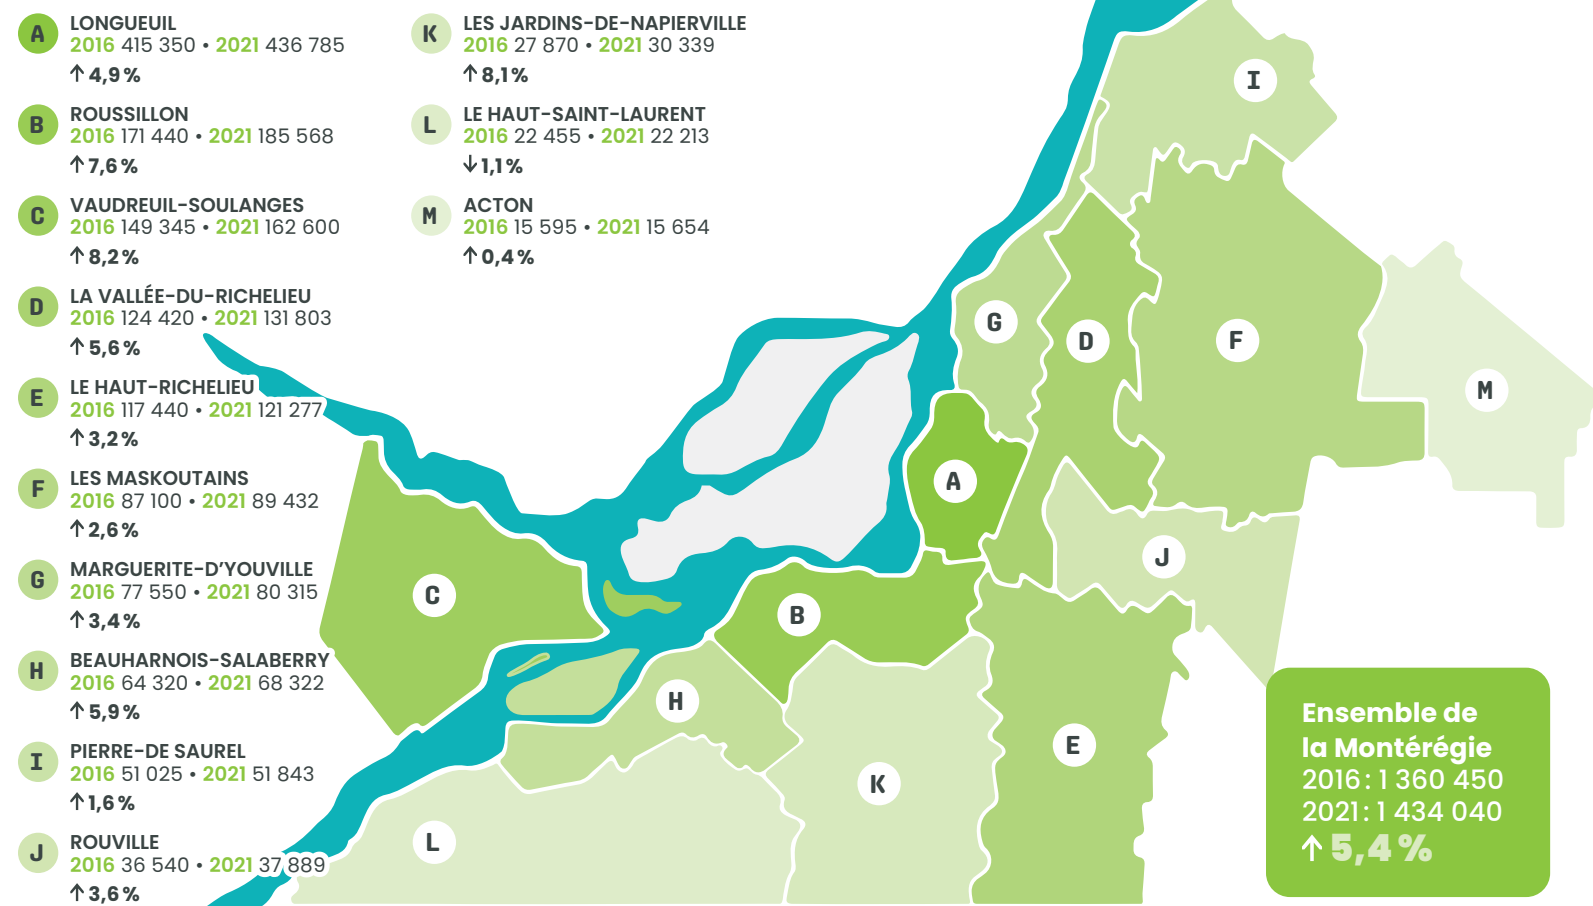 A
LONGUEUIL
2016 415 350 • 2021 436 785
↑ 4,9 %
B
ROUSSILLON
2016 171 440 • 2021 185 568
↑ 7,6 %
C
VAUDREUIL-SOULANGES
2016 149 345 • 2021 162 600
↑ 8,2 %
D
LA VALLÉE-DU-RICHELIEU
2016 124 420 • 2021 131 803
↑ 5,6 %
E
LE HAUT-RICHELIEU
2016 117 440 • 2021 121 277
↑ 3,2 %
F
LES MASKOUTAINS
2016 87 100 • 2021 89 432
↑ 2,6 %
G
MARGUERITE-D’YOUVILLE
2016 77 550 • 2021 80 315
↑ 3,4 %
H
BEAUHARNOIS-SALABERRY
2016 64 320 • 2021 68 322
↑ 5,9 %
I
PIERRE-DE SAUREL
2016 51 025 • 2021 51 843
↑ 1,6 %
J
ROUVILLE
2016 36 540 • 2021 37 889
↑ 3,6 %
K
LES JARDINS-DE-NAPIERVILLE
2016 27 870 • 2021 30 339
↑ 8,1 %
L
LE HAUT-SAINT-LAURENT
2016 22 455 • 2021 22 213
↓ 1,1 %
M
ACTON
2016 15 595 • 2021 15 654
↑ 0,4 %
I
G
D
F
M
A
J
C
B
H
E
K
L
Ensemble de
la Montérégie
2016 : 1 360 450
2021 : 1 434 040
↑ 5,4 %